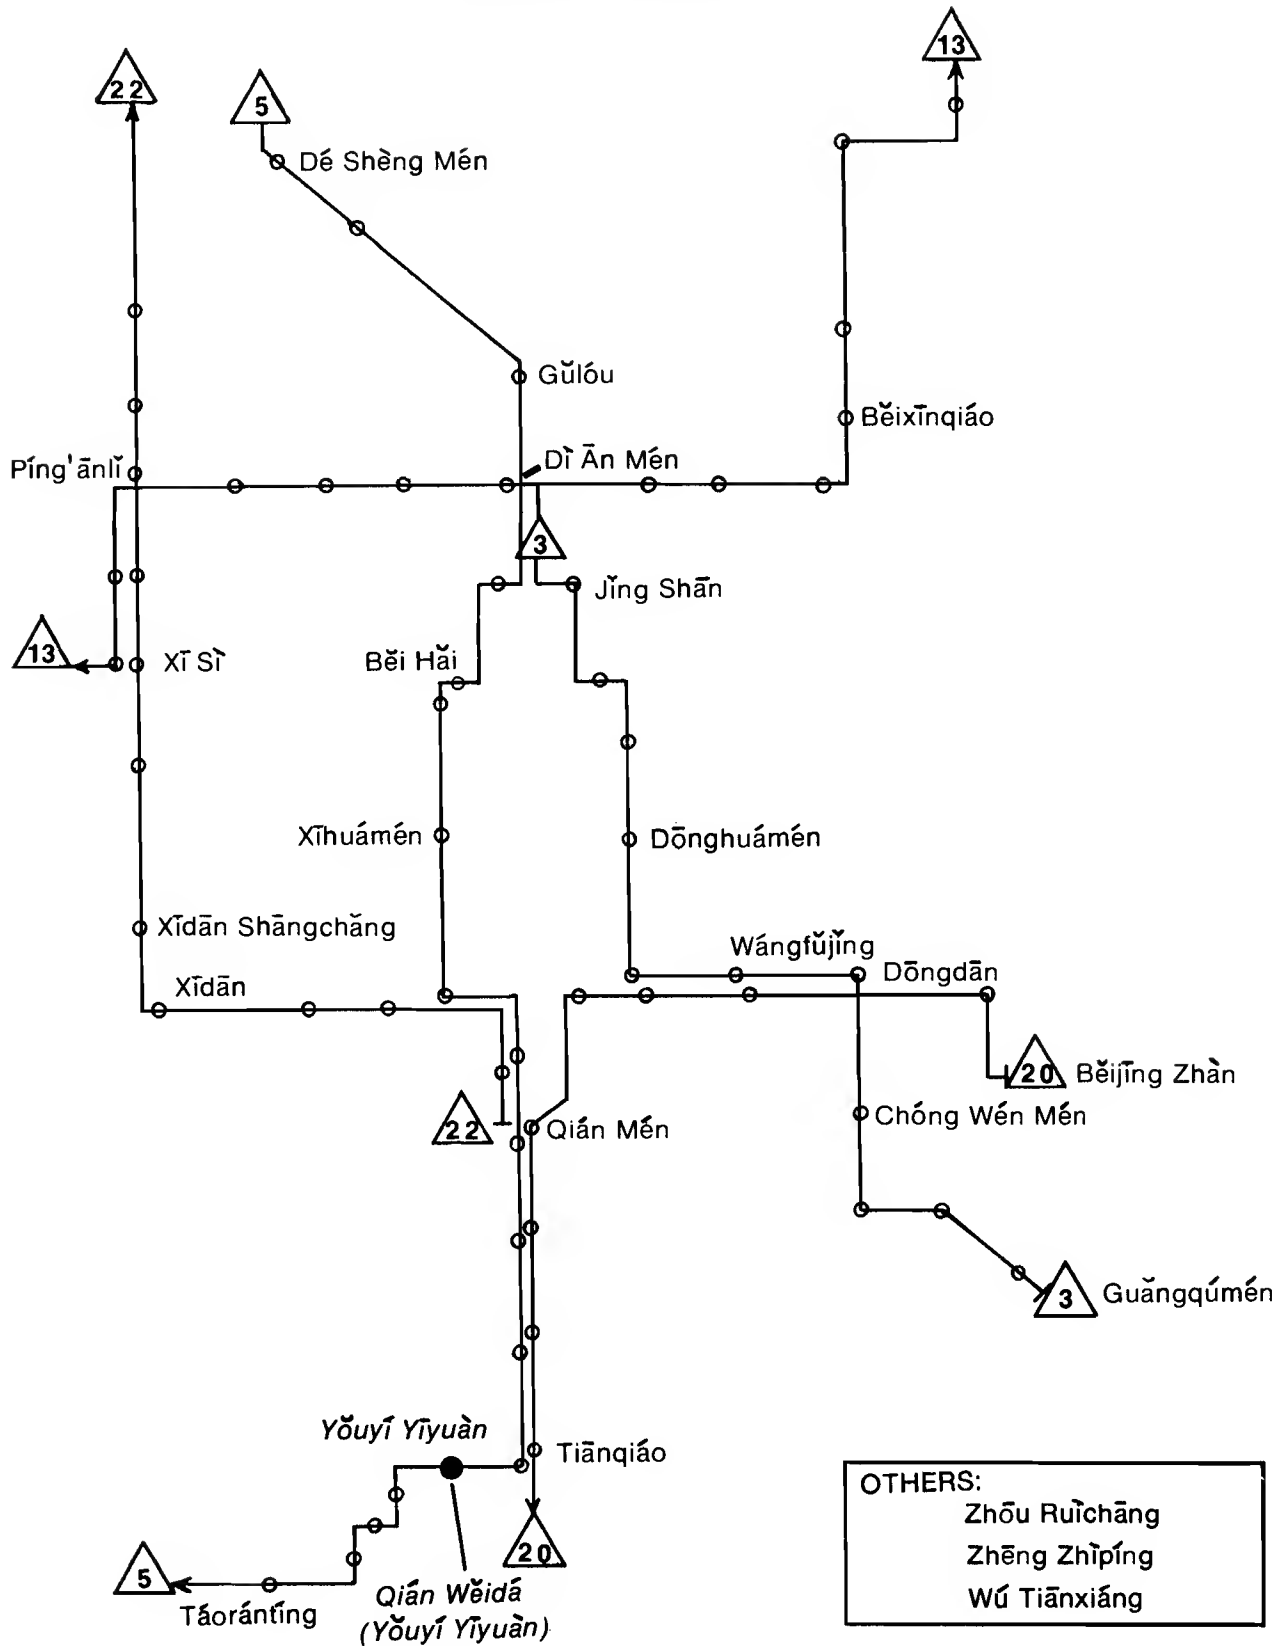 13
22
5
Dé Shèng Mén
Gǔlóu
Běixīnqiáo
Dì Ān Mén
Píng'ānlǐ
3
Jǐng Shān
13
Xī Sì
Běi Hǎi
Xīhuámén
Dōnghuámén
Xīdān Shāngchǎng
Wángfǔjǐng
Dōngdān
Xīdān
20 Běijīng Zhàn
22
Qián Mén
Chóng Wén Mén
3 Guǎngqúmén
Yǒuyí Yīyuàn
Tiānqiáo
20
5
Táorántíng
Qián Wěidá
(Yǒuyí Yīyuàn)
OTHERS:
Zhōu Ruìchāng
Zhēng Zhìpíng
Wú Tiānxiáng